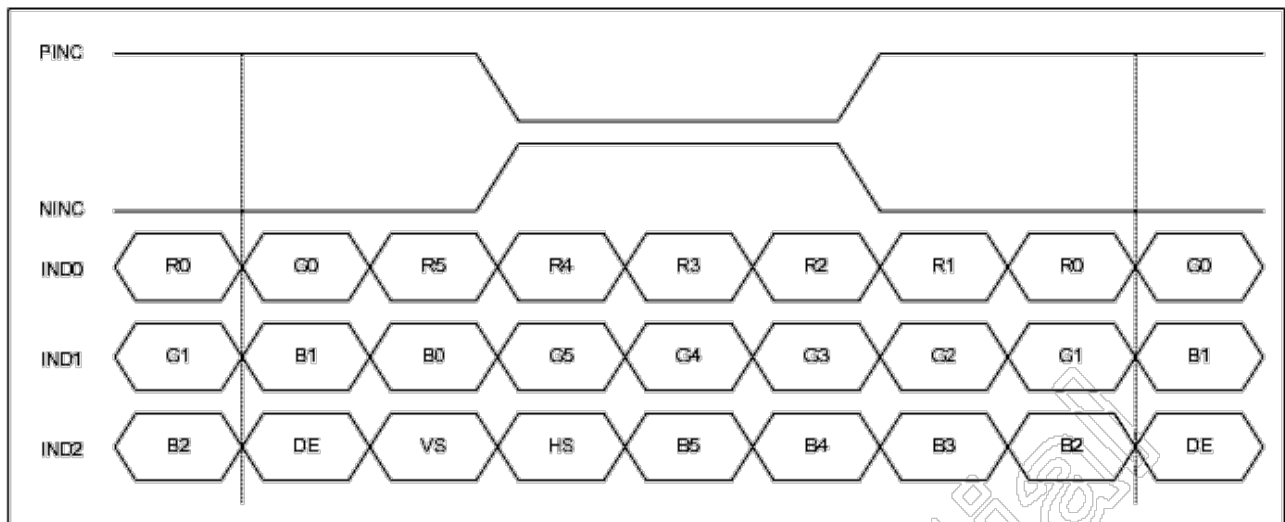 PINC
NINC
IND0 R0 G0 R5 R4 R3 R2 R1 R0 G0
IND1 G1 B1 B0 G5 G4 G3 G2 G1 B1
IND2 B2 DE VS HS B5 B4 B3 B2 DE